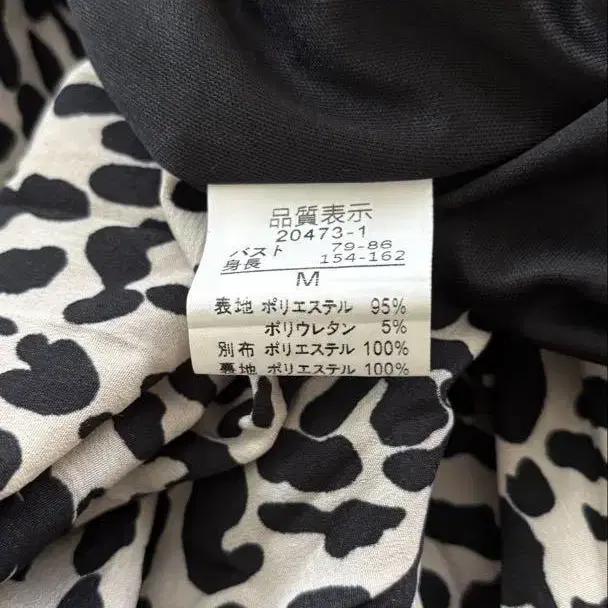 品質表示
20473-1
バスト 79-86
身長 154-162
M
表地 ポリエステル 95%
ポリウレタン 5%
別布 ポリエステル 100%
裏地 ポリエステル 100%